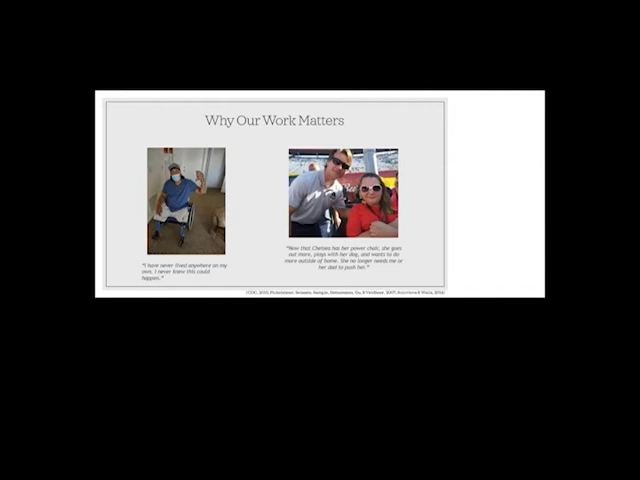 Why Our Work Matters
"I have never lived anywhere on my
own. I never knew this could
happen."
"Now that Chelsea has her power chair, she goes
out more, plays with her dog, and wants to do
more outside of home. She no longer needs me or
her dad to push her."